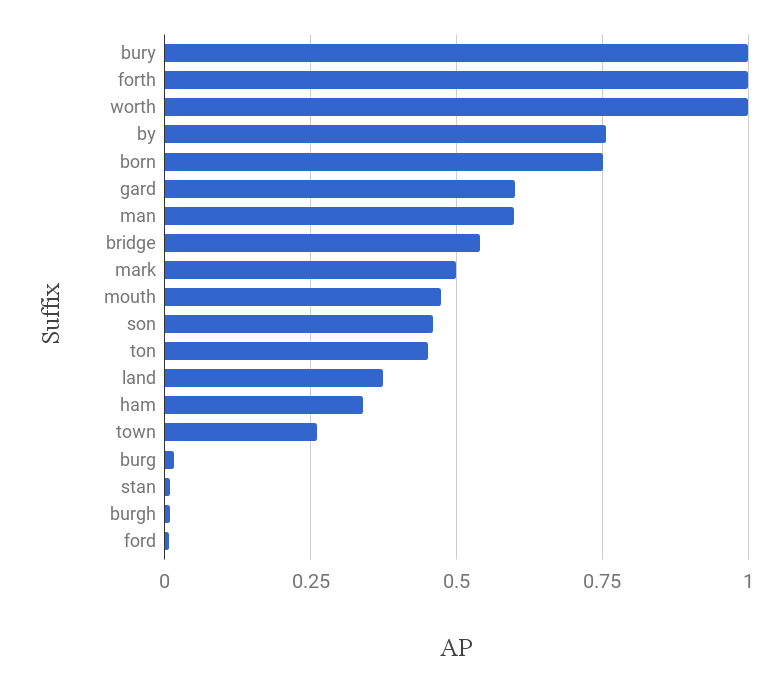 bury
forth
worth
by
born
gard
man
bridge
mark
mouth
son
ton
land
ham
town
burg
stan
burgh
ford
Suffix
0 0.25 0.5 0.75 1
AP